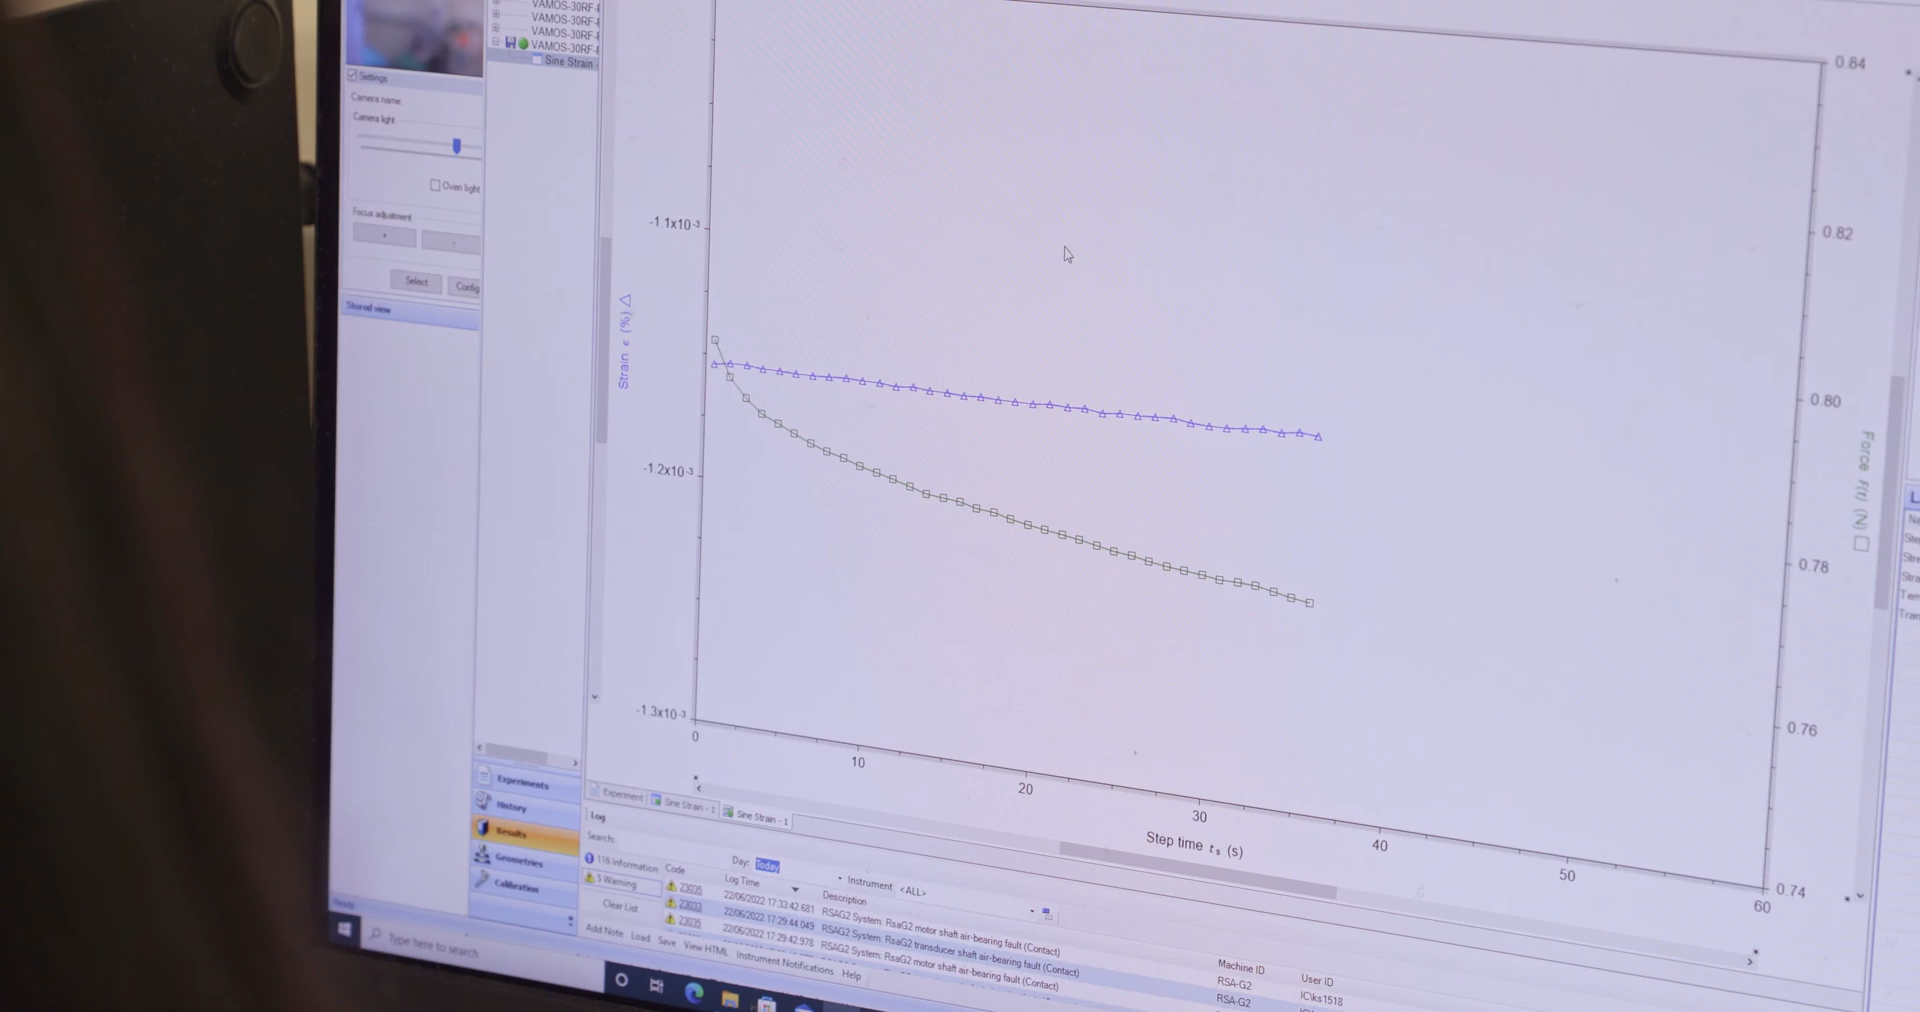 VAMOS-30RF-
VAMOS-30RF-
VAMOS-30RF-
VAMOS-30RF-
Sine Strain -
Settings
Camera name
Camera light
Oven light
Focus adjustment
+
-
Select
Config
Stored view
Experiments
History
Results
Geometries
Calibration
Ready
-1.1x10-3
-1.2x10-3
-1.3x10-3
Strain ϵ (%) △
0.84
0.82
0.80
0.78
0.76
0.74
Force F(t) (N) □
0
10
20
30
40
50
60
Step time ts (s)
Experiment
Sine Strain - 1
Sine Strain - 1
Log
Search:
Day: Today
Instrument <ALL>
116 Information
5 Warning
Clear List
Code
Log Time
Description
Machine ID
User ID
23035
22/06/2022 17:33:42.681
RSAG2 System: RsaG2 motor shaft air-bearing fault (Contact)
RSA-G2
IC\ks1518
23033
22/06/2022 17:29:44.049
RSAG2 System: RsaG2 transducer shaft air-bearing fault (Contact)
RSA-G2
23035
22/06/2022 17:29:42.978
RSAG2 System: RsaG2 motor shaft air-bearing fault (Contact)
Add Note
Load
Save
View HTML
Instrument Notifications
Help
Type here to search